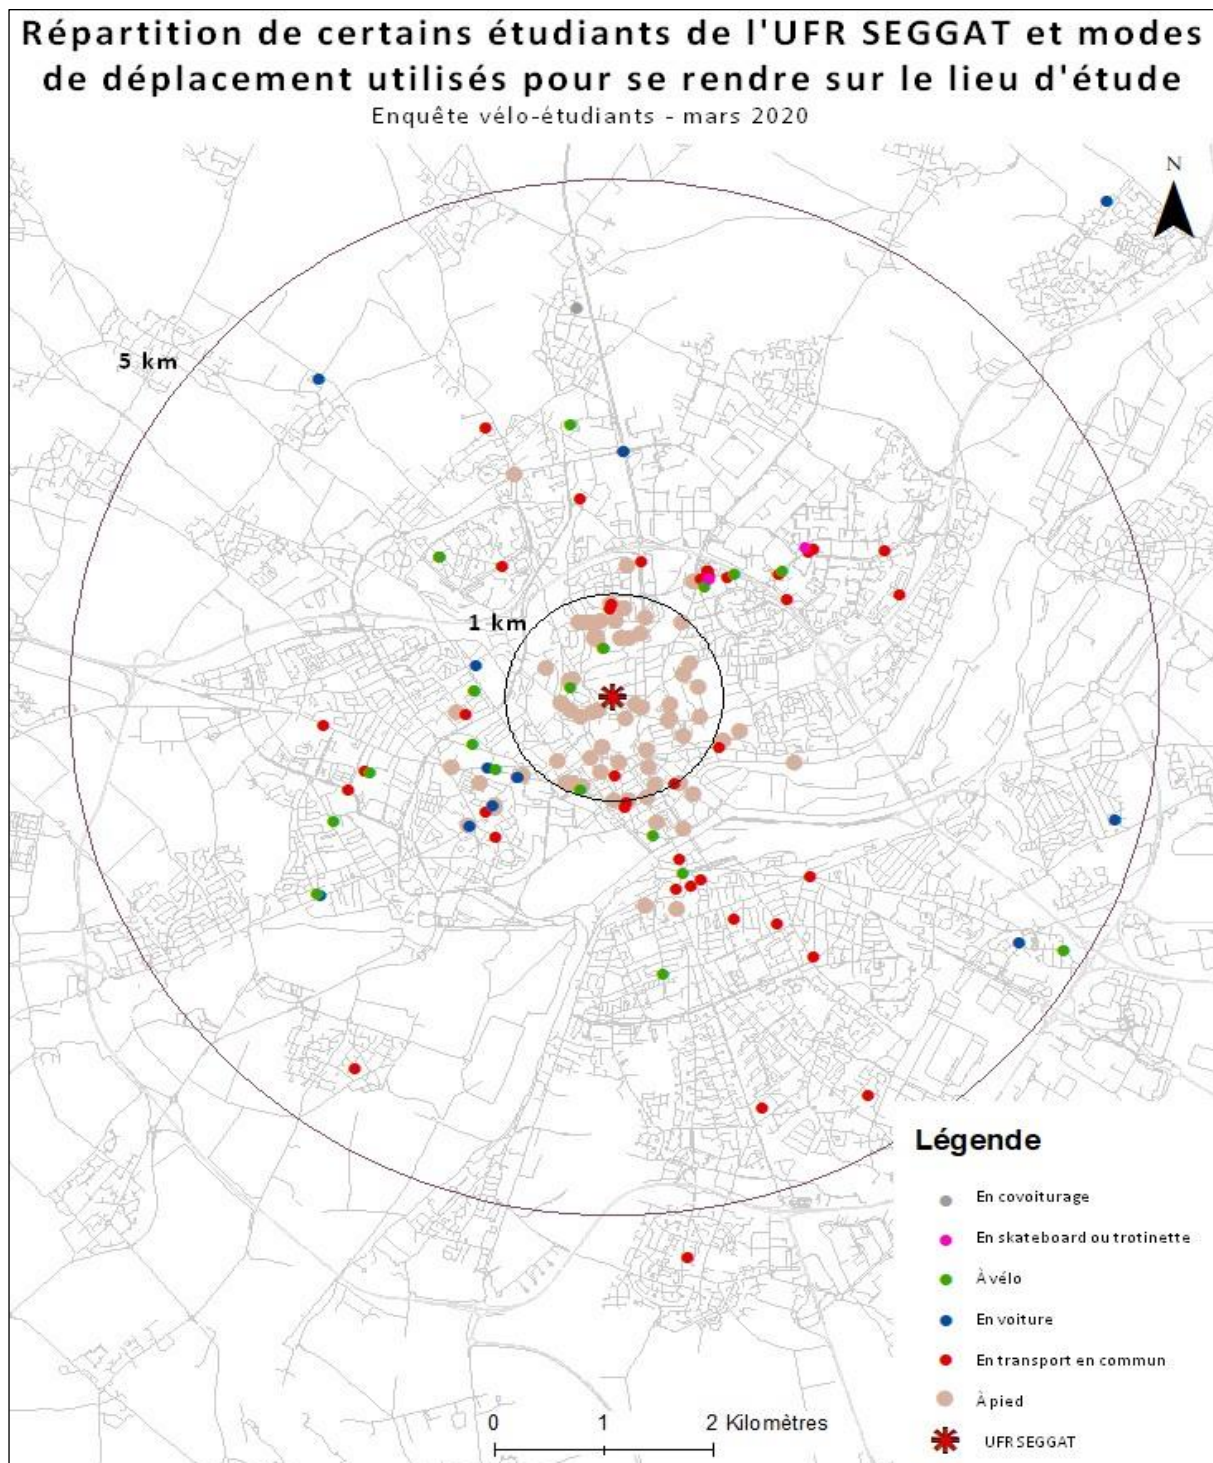 Répartition de certains étudiants de l'UFR SEGGAT et modes
de déplacement utilisés pour se rendre sur le lieu d'étude
Enquête vélo-étudiants - mars 2020
N
5 km
1 km
Légende
En covoiturage
En skateboard ou trotinette
À vélo
En voiture
En transport en commun
À pied
UFR SEGGAT
0 1 2 Kilomètres